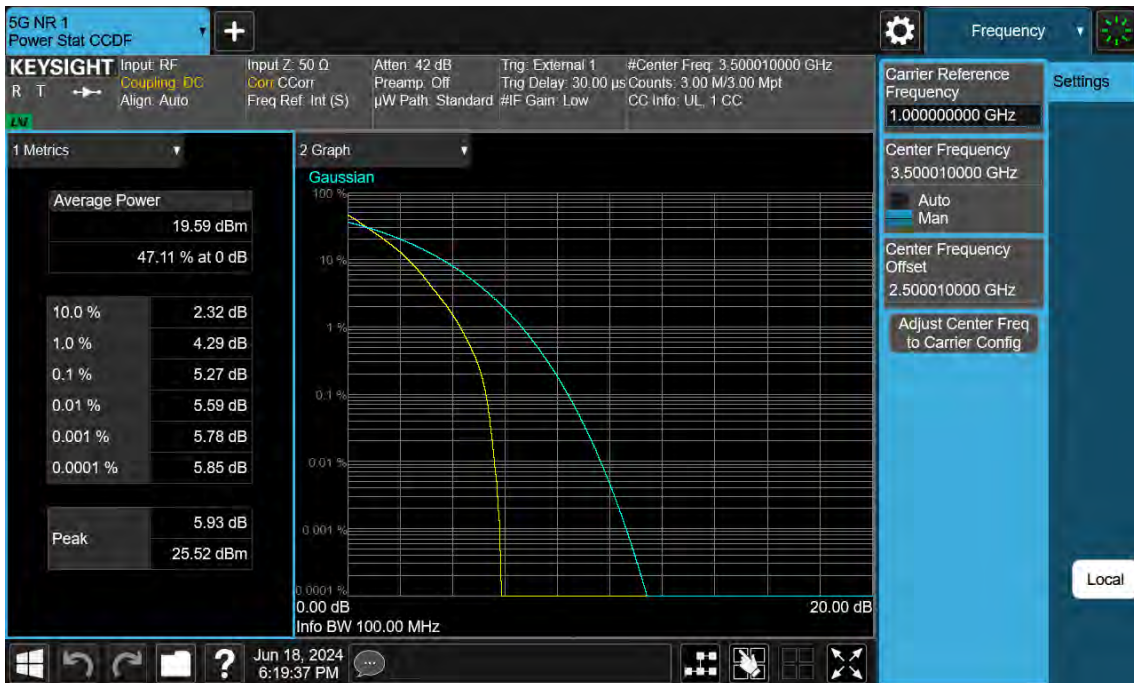 5G NR 1
Power Stat CCDF
Frequency
KEYSIGHT
R T
LNI
Input: RF
Coupling: DC
Align: Auto
Input Z: 50 Ω
Corr CCorr
Freq Ref: Int (S)
Atten: 42 dB
Preamp: Off
µW Path: Standard
Trig: External 1
Trig Delay: 30.00 µs
#IF Gain: Low
#Center Freq: 3.500010000 GHz
Counts: 3.00 M/3.00 Mpt
CC Info: UL, 1 CC
1 Metrics
Average Power
19.59 dBm
47.11 % at 0 dB
10.0 % 2.32 dB
1.0 % 4.29 dB
0.1 % 5.27 dB
0.01 % 5.59 dB
0.001 % 5.78 dB
0.0001 % 5.85 dB
Peak
5.93 dB
25.52 dBm
2 Graph
Gaussian
100 %
10 %
1 %
0.1 %
0.01 %
0.001 %
0.0001 %
0.00 dB 20.00 dB
Info BW 100.00 MHz
Carrier Reference
Frequency
1.000000000 GHz
Center Frequency
3.500010000 GHz
Auto
Man
Center Frequency
Offset
2.500010000 GHz
Adjust Center Freq
to Carrier Config
Settings
Local
?
Jun 18, 2024
6:19:37 PM